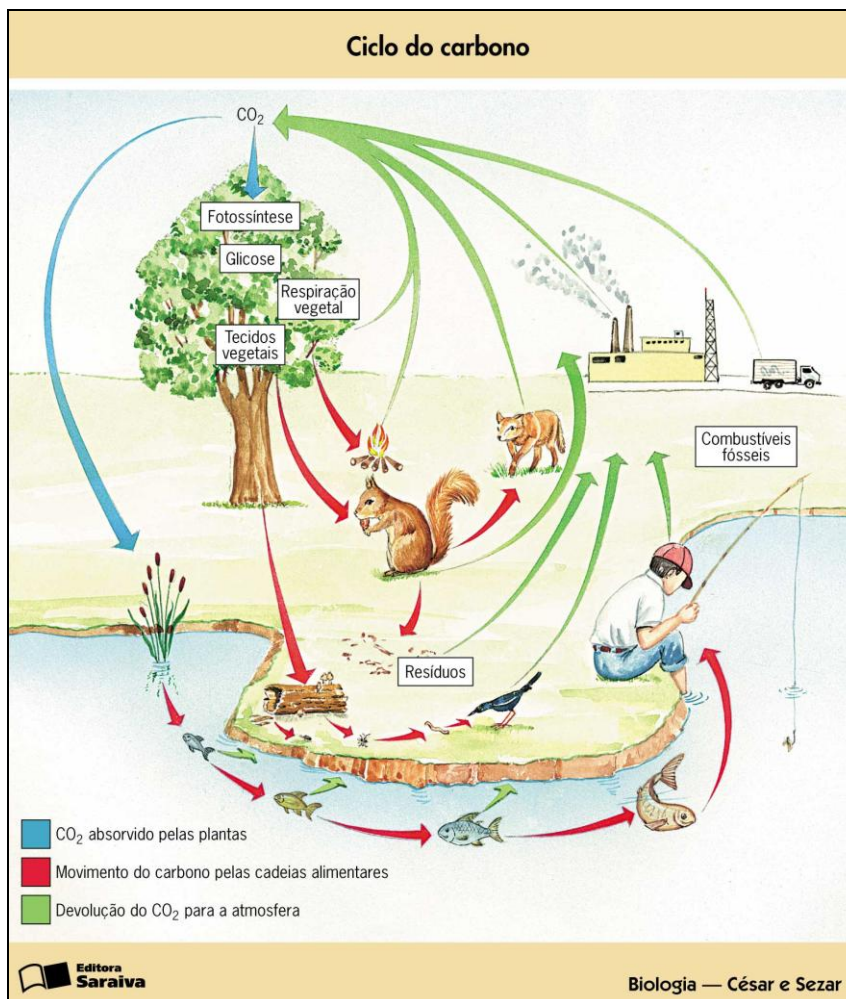 Ciclo do carbono
CO₂
Fotossíntese
Glicose
Respiração
vegetal
Tecidos
vegetais
Combustíveis
fósseis
Resíduos
CO₂ absorvido pelas plantas
Movimento do carbono pelas cadeias alimentares
Devolução do CO₂ para a atmosfera
Editora
Saraiva
Biologia — César e Sezar